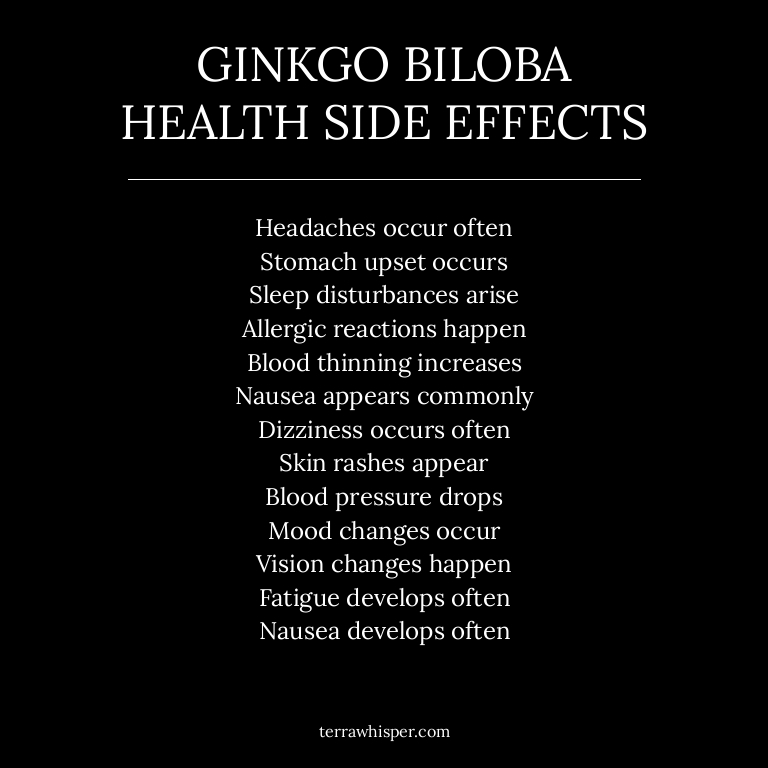 GINKGO BILOBA
HEALTH SIDE EFFECTS
Headaches occur often
Stomach upset occurs
Sleep disturbances arise
Allergic reactions happen
Blood thinning increases
Nausea appears commonly
Dizziness occurs often
Skin rashes appear
Blood pressure drops
Mood changes occur
Vision changes happen
Fatigue develops often
Nausea develops often
terrawhisper.com